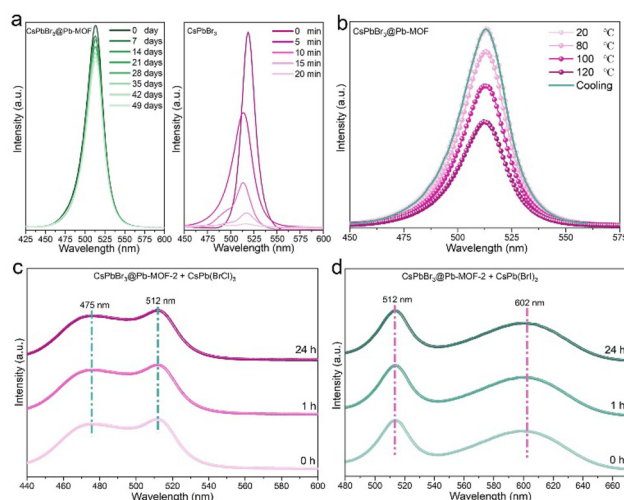 a
CsPbBr₃@Pb-MOF
0 day
7 days
14 days
21 days
28 days
35 days
42 days
49 days
Intensity (a.u.)
425 450 475 500 525 550 575 600
Wavelength (nm)
CsPbBr₃
0 min
5 min
10 min
15 min
20 min
Intensity (a.u.)
450 475 500 525 550 575 600
Wavelength (nm)
b
CsPbBr₃@Pb-MOF
20 °C
80 °C
100 °C
120 °C
Cooling
Intensity (a.u.)
450 475 500 525 550 575
Wavelength (nm)
c
CsPbBr₃@Pb-MOF-2 + CsPb(BrCl)₃
475 nm
512 nm
24 h
1 h
0 h
Intensity (a.u.)
440 460 480 500 520 540 560 580 600
Wavelength (nm)
d
CsPbBr₃@Pb-MOF-2 + CsPb(BrI)₃
512 nm
602 nm
24 h
1 h
0 h
Intensity (a.u.)
480 500 520 540 560 580 600 620 640 660 680
Wavelength (nm)